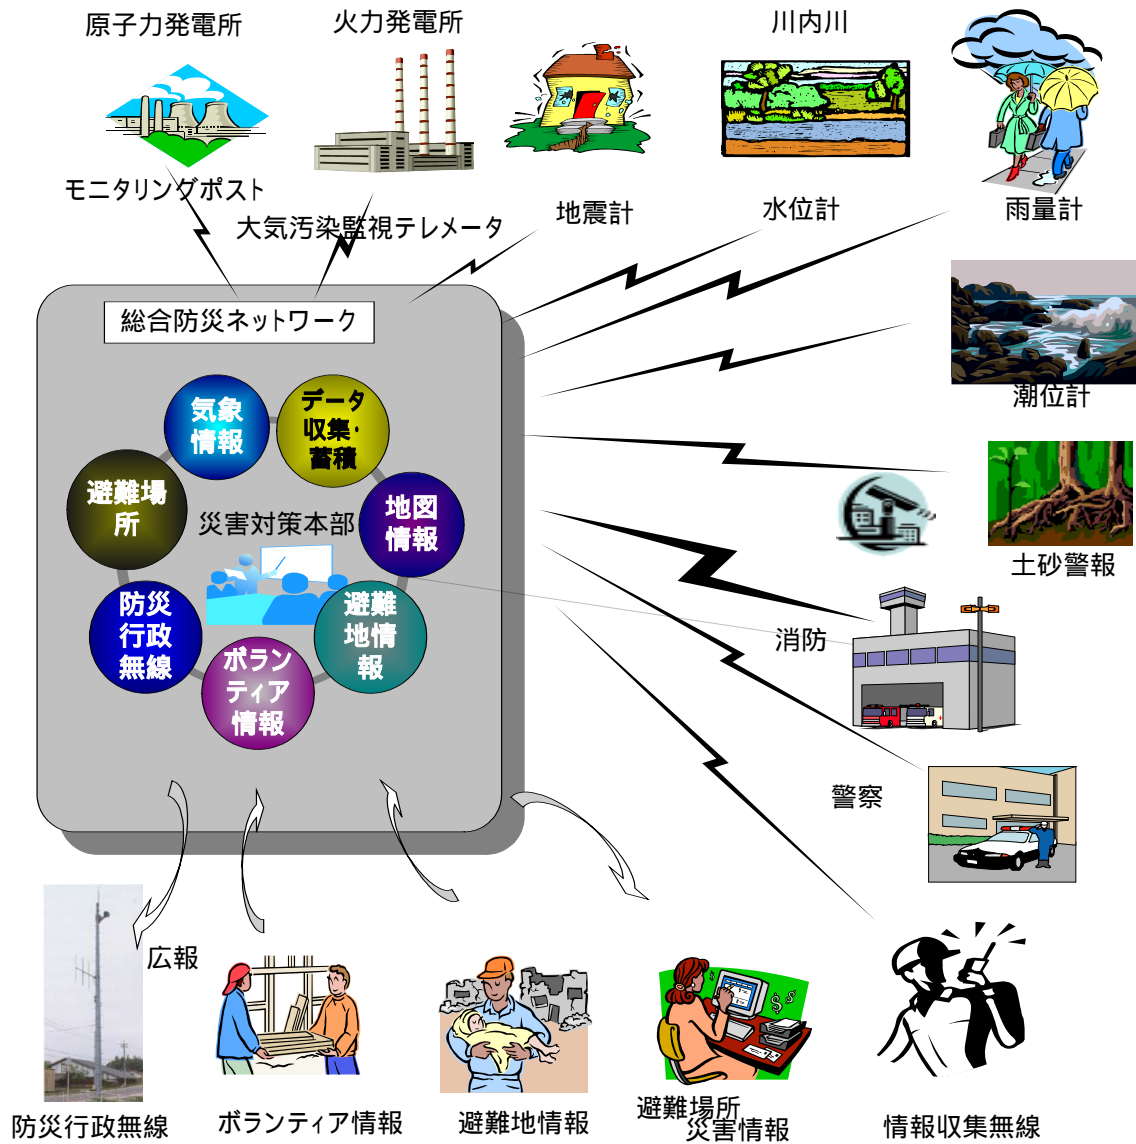 原子力発電所
火力発電所
川内川
モニタリングポスト
大気汚染監視テレメータ
地震計
水位計
雨量計
総合防災ネットワーク
潮位計
気象
情報
データ
収集・
蓄積
避難場
所
地図
情報
災害対策本部
土砂警報
防災
行政
無線
避難
地情
報
ボラン
ティア
情報
消防
警察
広報
防災行政無線
ボランティア情報
避難地情報
避難場所
災害情報
情報収集無線